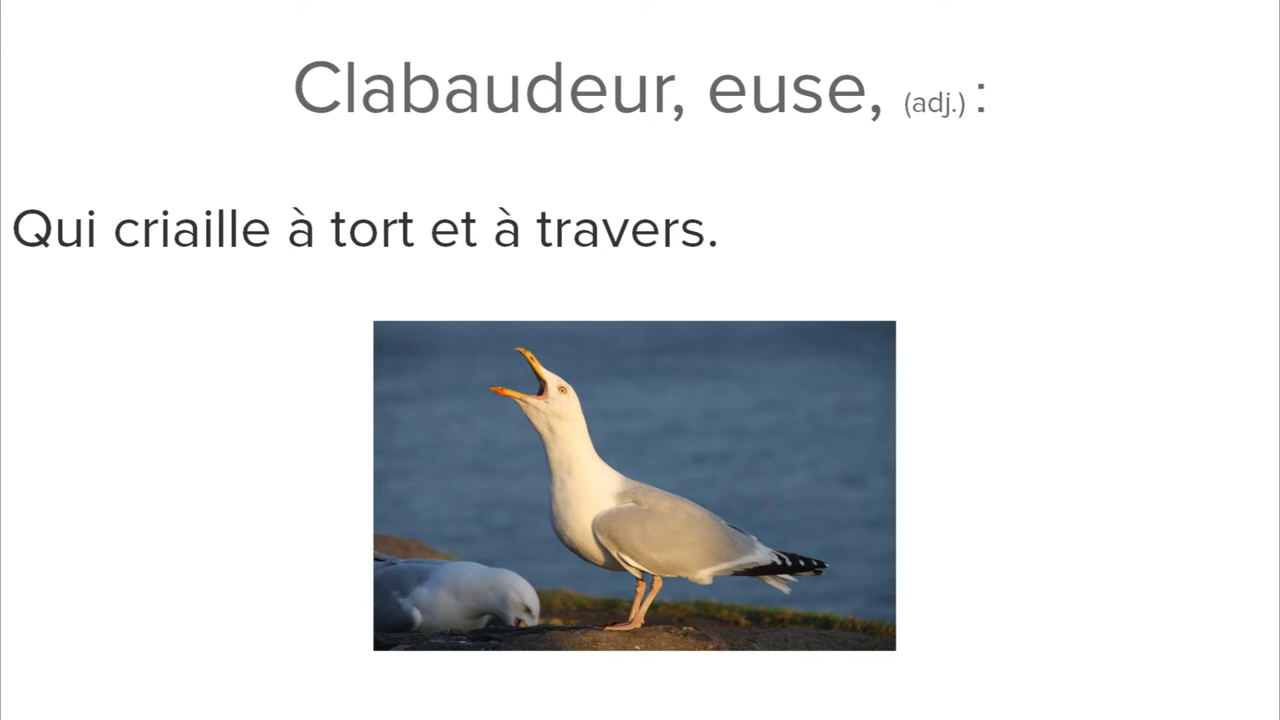 Clabaudeur, euse, (adj.) :
Qui criaille à tort et à travers.